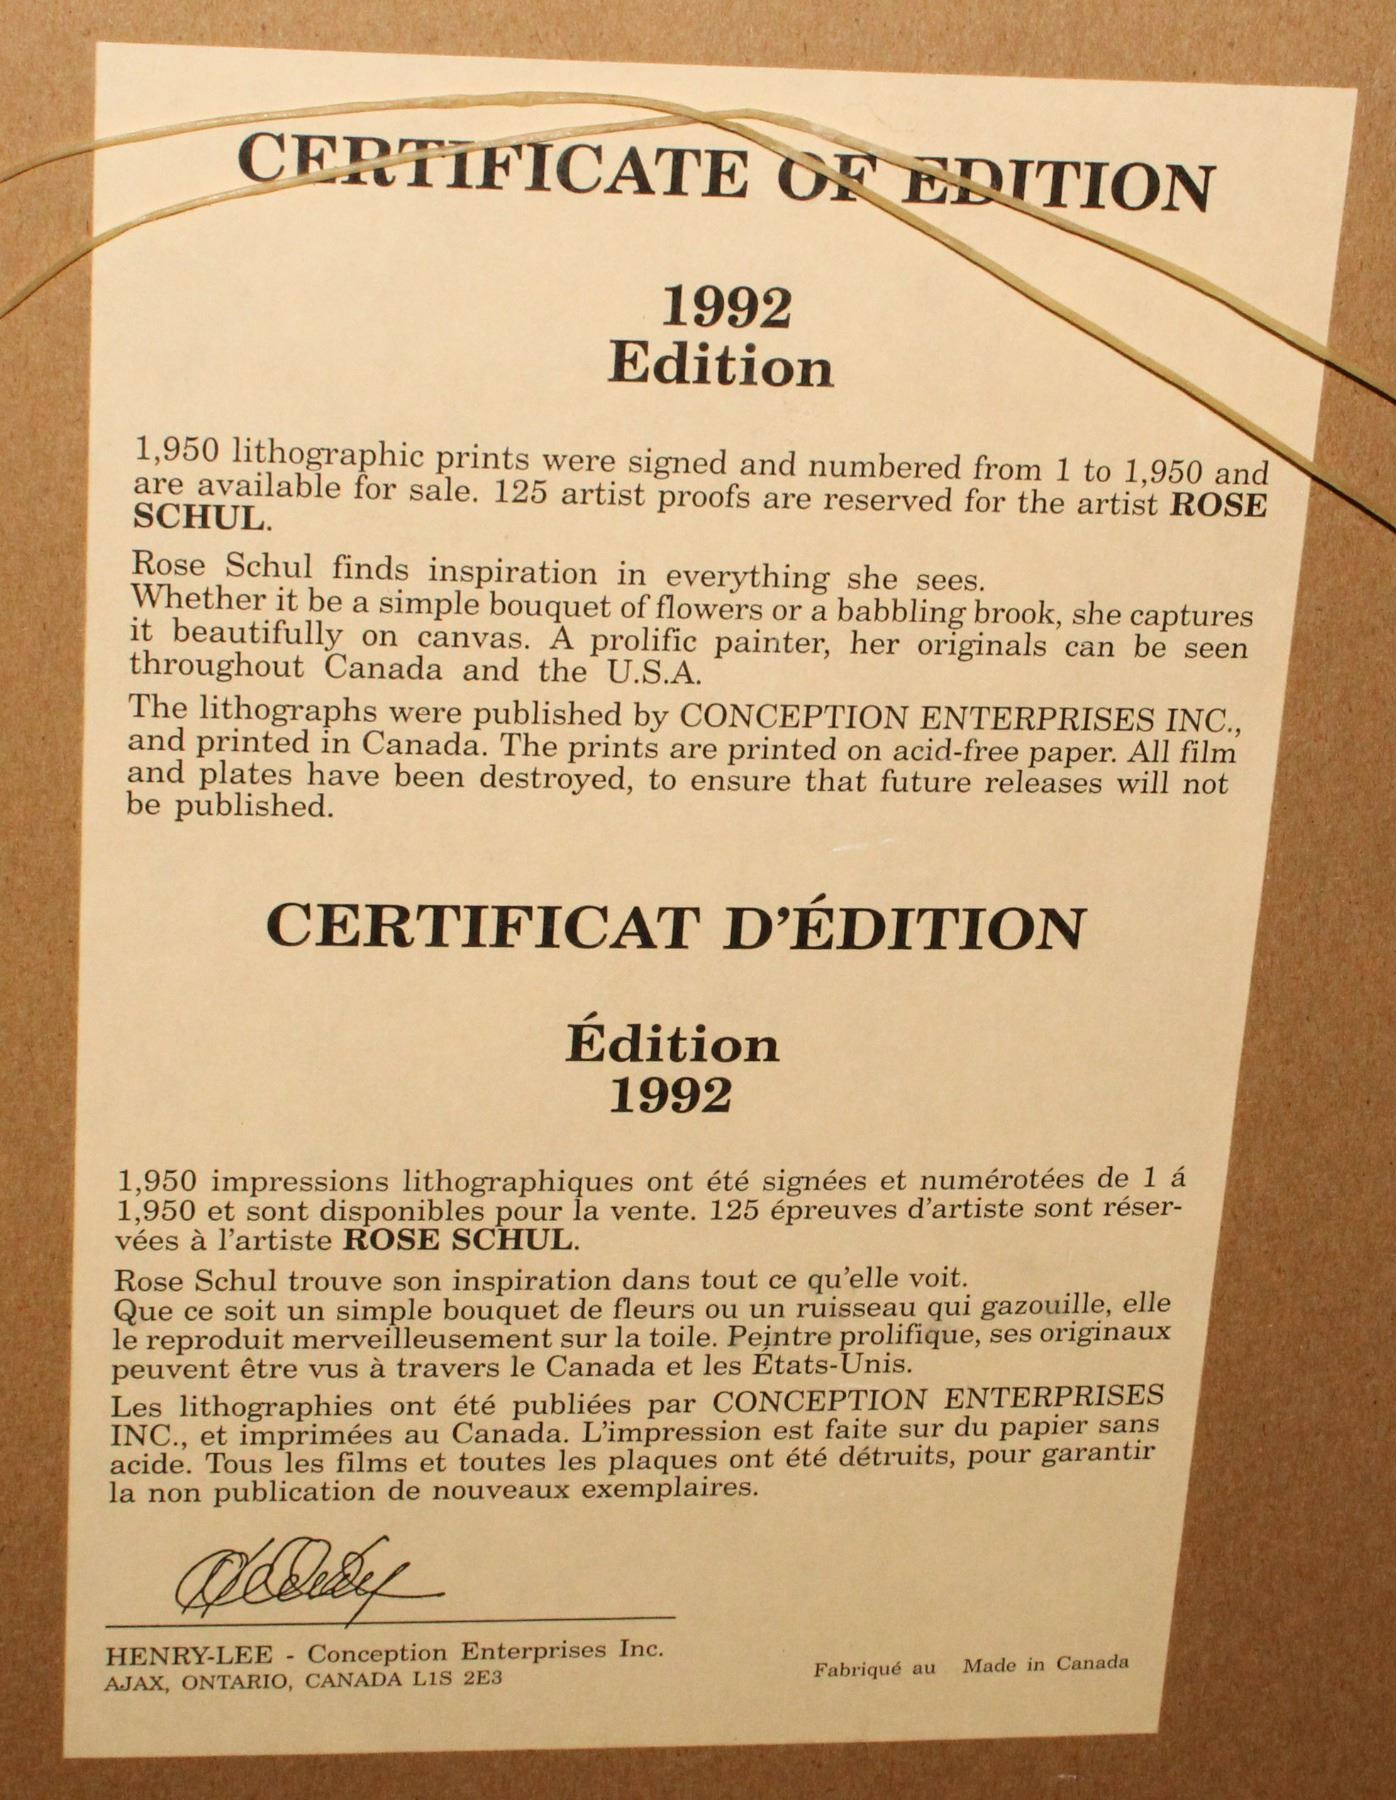 CERTIFICATE OF EDITION
1992
Edition
1,950 lithographic prints were signed and numbered from 1 to 1,950 and
are available for sale. 125 artist proofs are reserved for the artist ROSE
SCHUL.
Rose Schul finds inspiration in everything she sees.
Whether it be a simple bouquet of flowers or a babbling brook, she captures
it beautifully on canvas. A prolific painter, her originals can be seen
throughout Canada and the U.S.A.
The lithographs were published by CONCEPTION ENTERPRISES INC.,
and printed in Canada. The prints are printed on acid-free paper. All film
and plates have been destroyed, to ensure that future releases will not
be published.
CERTIFICAT D'ÉDITION
Édition
1992
1,950 impressions lithographiques ont été signées et numérotées de 1 á
1,950 et sont disponibles pour la vente. 125 épreuves d'artiste sont réser-
vées à l'artiste ROSE SCHUL.
Rose Schul trouve son inspiration dans tout ce qu'elle voit.
Que ce soit un simple bouquet de fleurs ou un ruisseau qui gazouille, elle
le reproduit merveilleusement sur la toile. Peintre prolifique, ses originaux
peuvent être vus à travers le Canada et les États-Unis.
Les lithographies ont été publiées par CONCEPTION ENTERPRISES
INC., et imprimées au Canada. L'impression est faite sur du papier sans
acide. Tous les films et toutes les plaques ont été détruits, pour garantir
la non publication de nouveaux exemplaires.
HENRY-LEE - Conception Enterprises Inc.
AJAX, ONTARIO, CANADA L1S 2E3
Fabriqué au Made in Canada